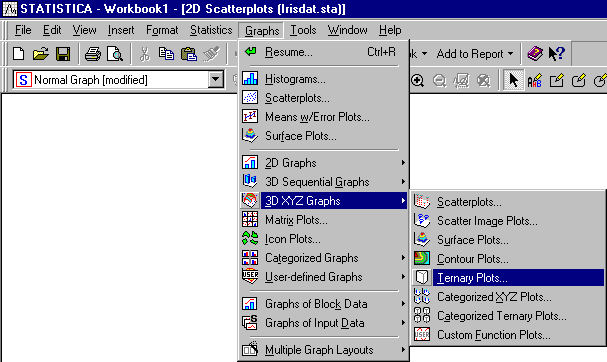 STATISTICA - Workbook1 - [2D Scatterplots (Irisdat.sta)]
File Edit View Insert Format Statistics Graphs Tools Window Help
Add to Report
S Normal Graph [modified]
Resume... Ctrl+R
Histograms...
Scatterplots...
Means w/Error Plots...
Surface Plots...
2D Graphs
3D Sequential Graphs
3D XYZ Graphs
Matrix Plots...
Icon Plots...
Categorized Graphs
User-defined Graphs
Graphs of Block Data
Graphs of Input Data
Multiple Graph Layouts
Scatterplots...
Scatter Image Plots...
Surface Plots...
Contour Plots...
Ternary Plots...
Categorized XYZ Plots...
Categorized Ternary Plots...
Custom Function Plots...